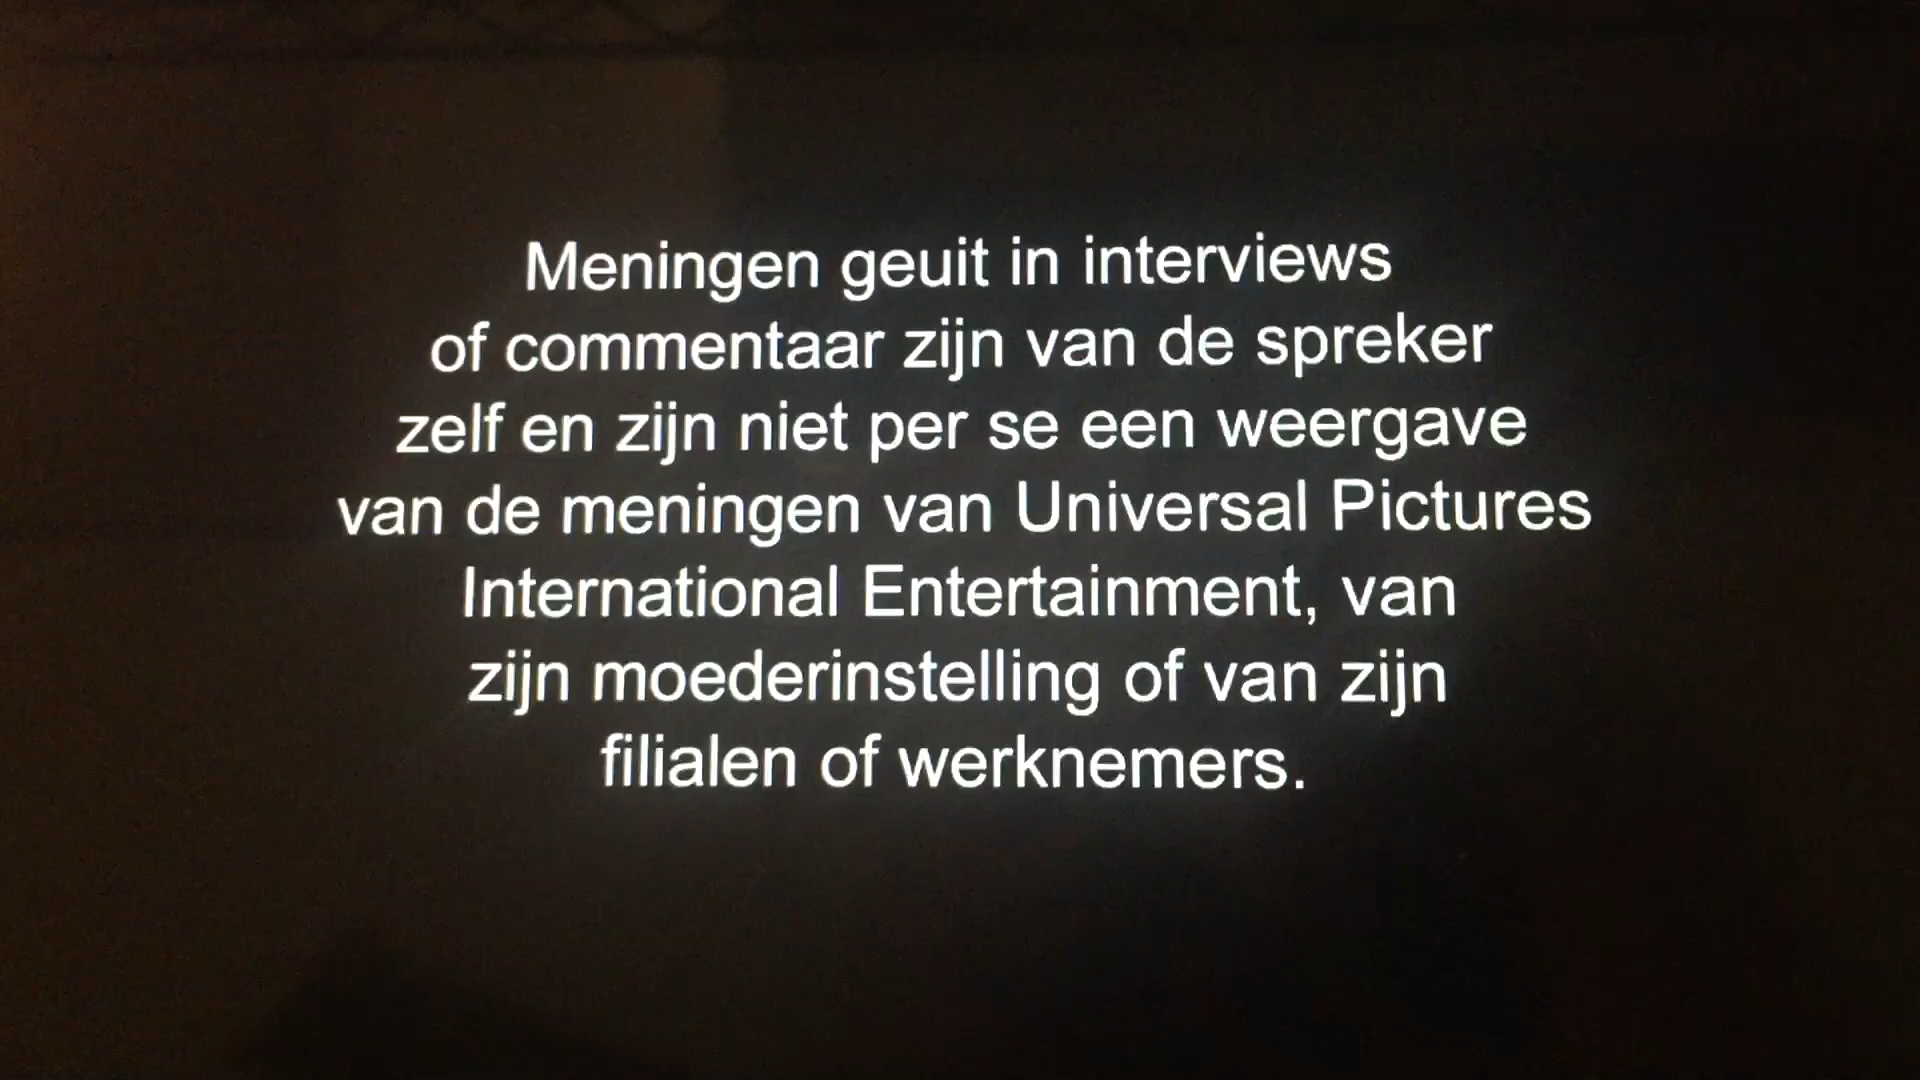 Meningen geuit in interviews
of commentaar zijn van de spreker
zelf en zijn niet per se een weergave
van de meningen van Universal Pictures
International Entertainment, van
zijn moederinstelling of van zijn
filialen of werknemers.